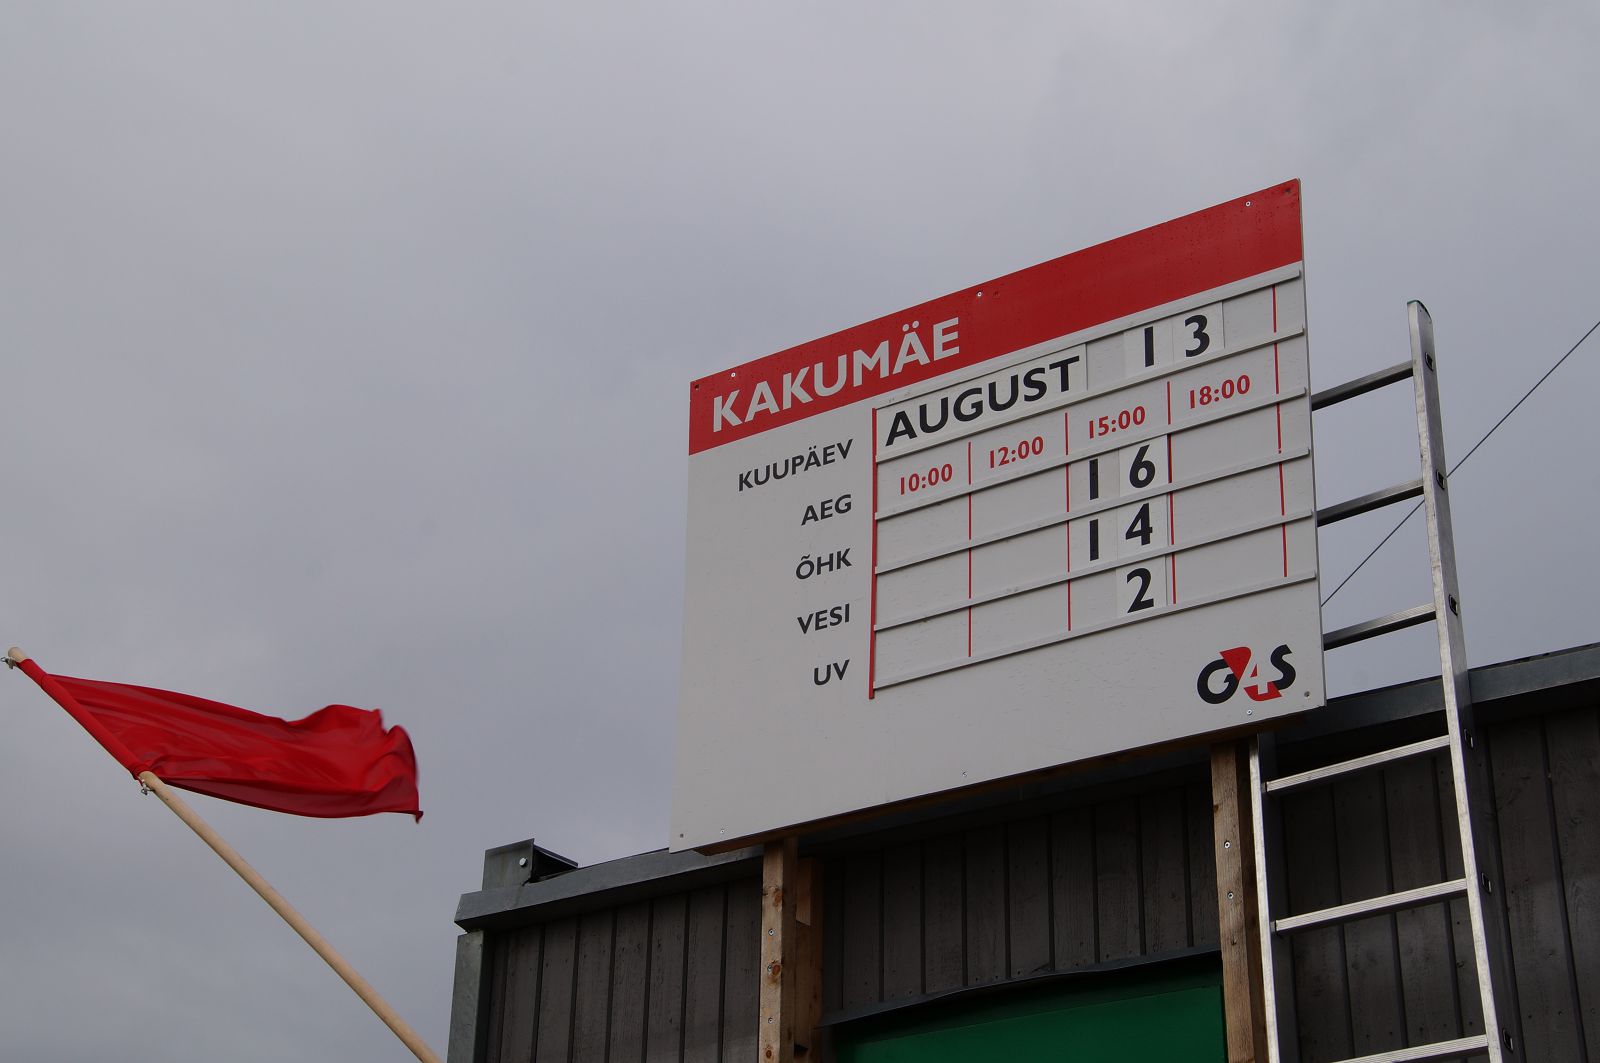 KAKUMÄE
KUUPÄEV AUGUST 13
AEG 10:00 12:00 15:00 18:00
ÕHK 16
VESI 14
UV 2
G4S